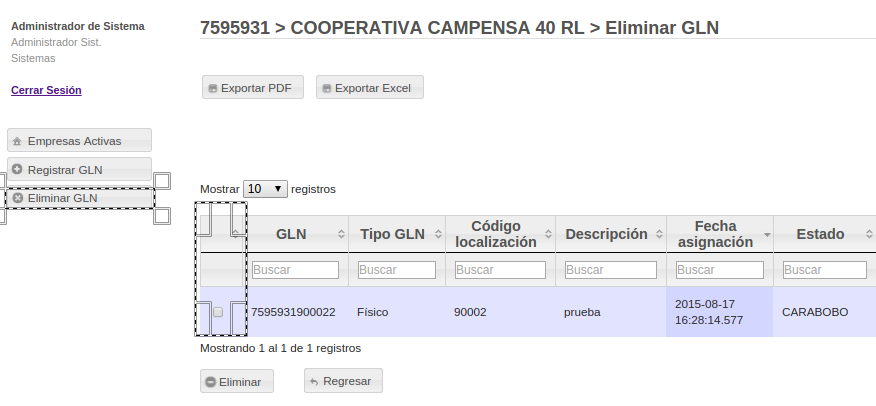 Administrador de Sistema
Administrador Sist.
Sistemas
Cerrar Sesión
Empresas Activas
Registrar GLN
Eliminar GLN
7595931 > COOPERATIVA CAMPENSA 40 RL > Eliminar GLN
Exportar PDF Exportar Excel
Mostrar 10 registros
GLN Tipo GLN Código localización Descripción Fecha asignación Estado
Buscar Buscar Buscar Buscar Buscar Buscar
7595931900022 Físico 90002 prueba 2015-08-17 16:28:14.577 CARABOBO
Mostrando 1 al 1 de 1 registros
Eliminar Regresar